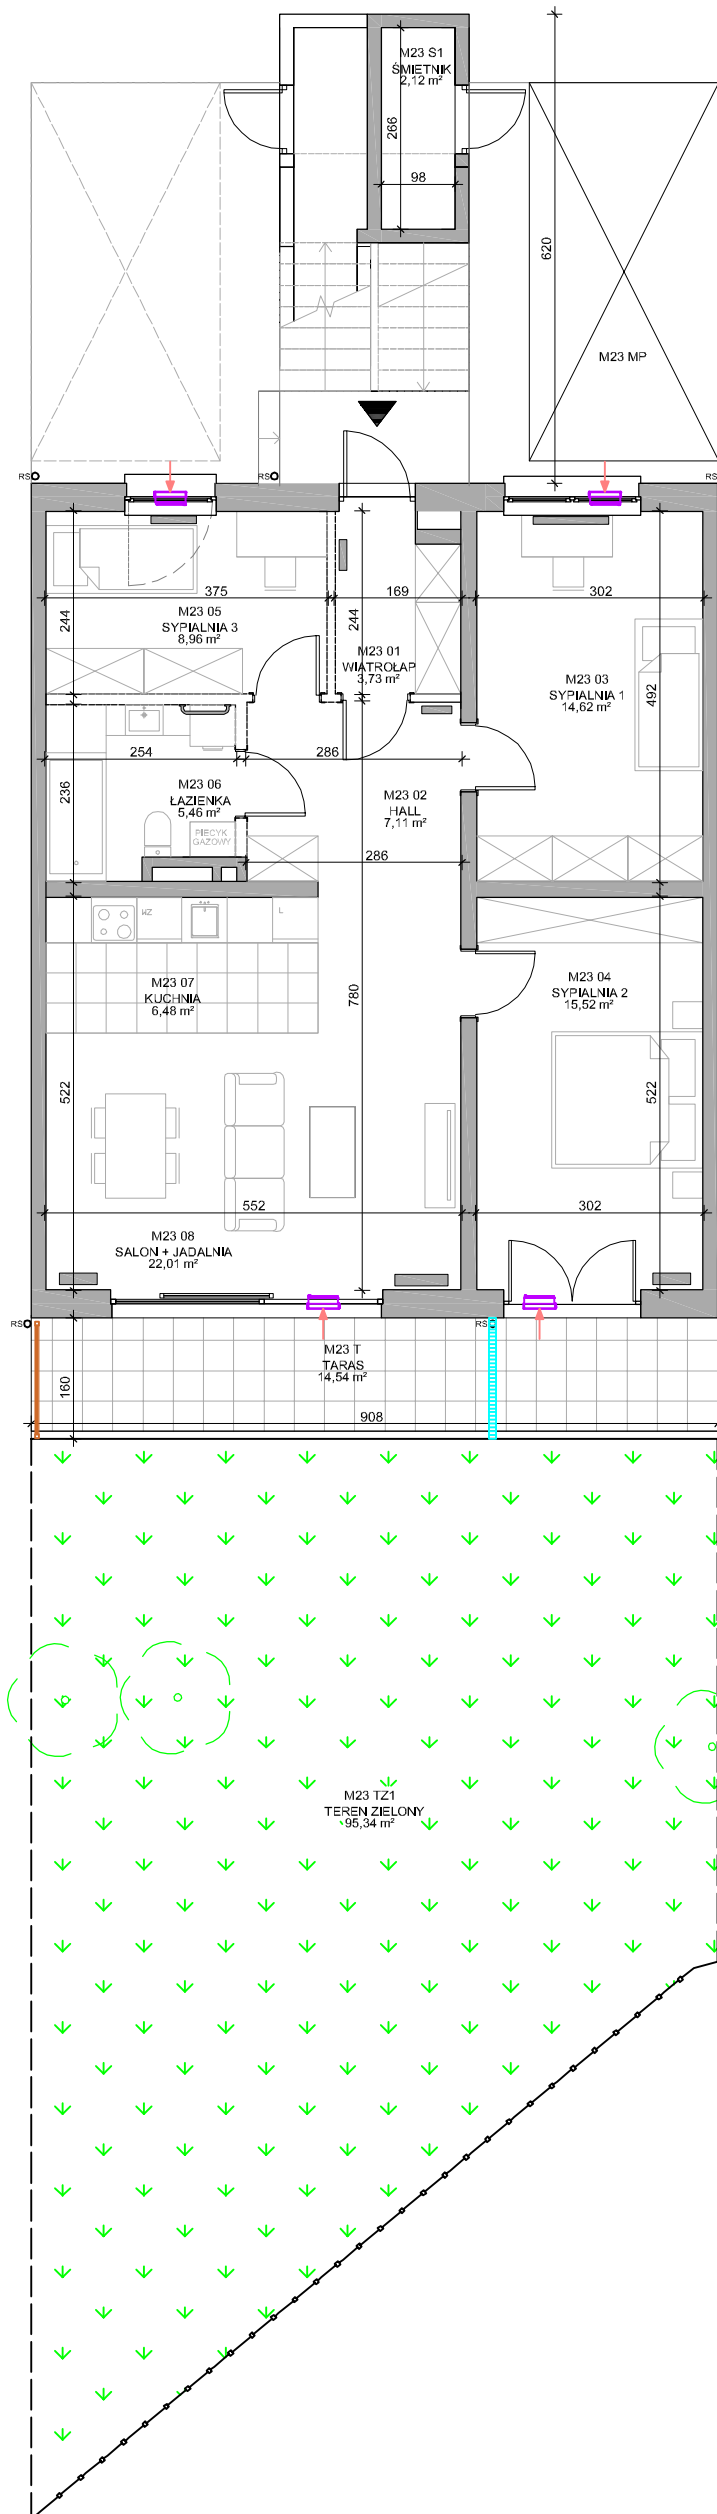 M23 S1
ŚMIETNIK
2,12 m²
266
98
620
M23 MP
RS
RS
RS
375
169
302
244
M23 05
SYPIALNIA 3
8,96 m²
244
M23 01
WIATROŁAP
3,73 m²
M23 03
SYPIALNIA 1
14,62 m²
492
254
286
236
M23 06
ŁAZIENKA
5,46 m²
M23 02
HALL
7,11 m²
PIECYK
GAZOWY
286
WZ
L
M23 07
KUCHNIA
6,48 m²
780
M23 04
SYPIALNIA 2
15,52 m²
522
522
552
302
M23 08
SALON + JADALNIA
22,01 m²
RS
RS
M23 T
TARAS
14,54 m²
160
908
M23 TZ1
TEREN ZIELONY
95,34 m²